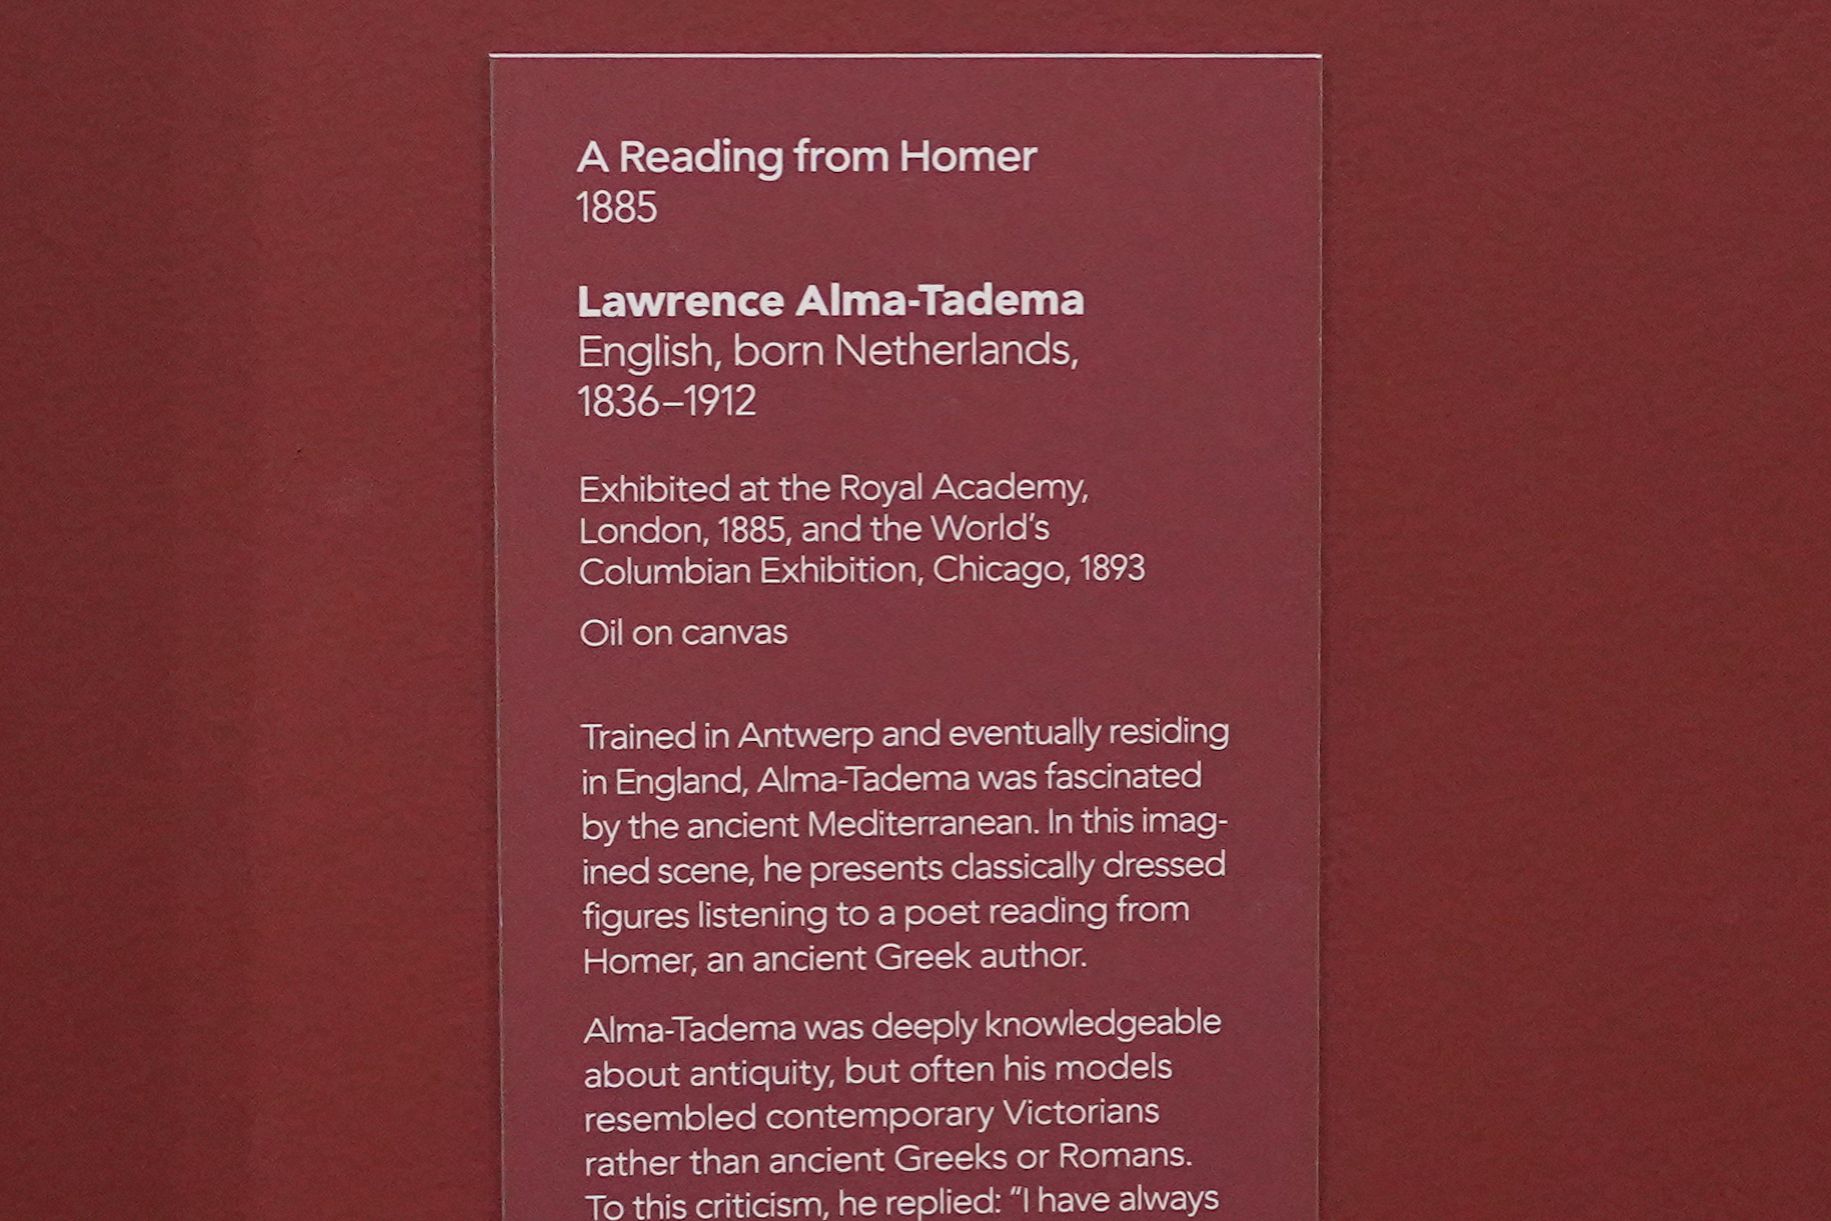 A Reading from Homer
1885
Lawrence Alma-Tadema
English, born Netherlands,
1836–1912
Exhibited at the Royal Academy,
London, 1885, and the World’s
Columbian Exhibition, Chicago, 1893
Oil on canvas
Trained in Antwerp and eventually residing
in England, Alma-Tadema was fascinated
by the ancient Mediterranean. In this imag-
ined scene, he presents classically dressed
figures listening to a poet reading from
Homer, an ancient Greek author.
Alma-Tadema was deeply knowledgeable
about antiquity, but often his models
resembled contemporary Victorians
rather than ancient Greeks or Romans.
To this criticism, he replied: “I have always